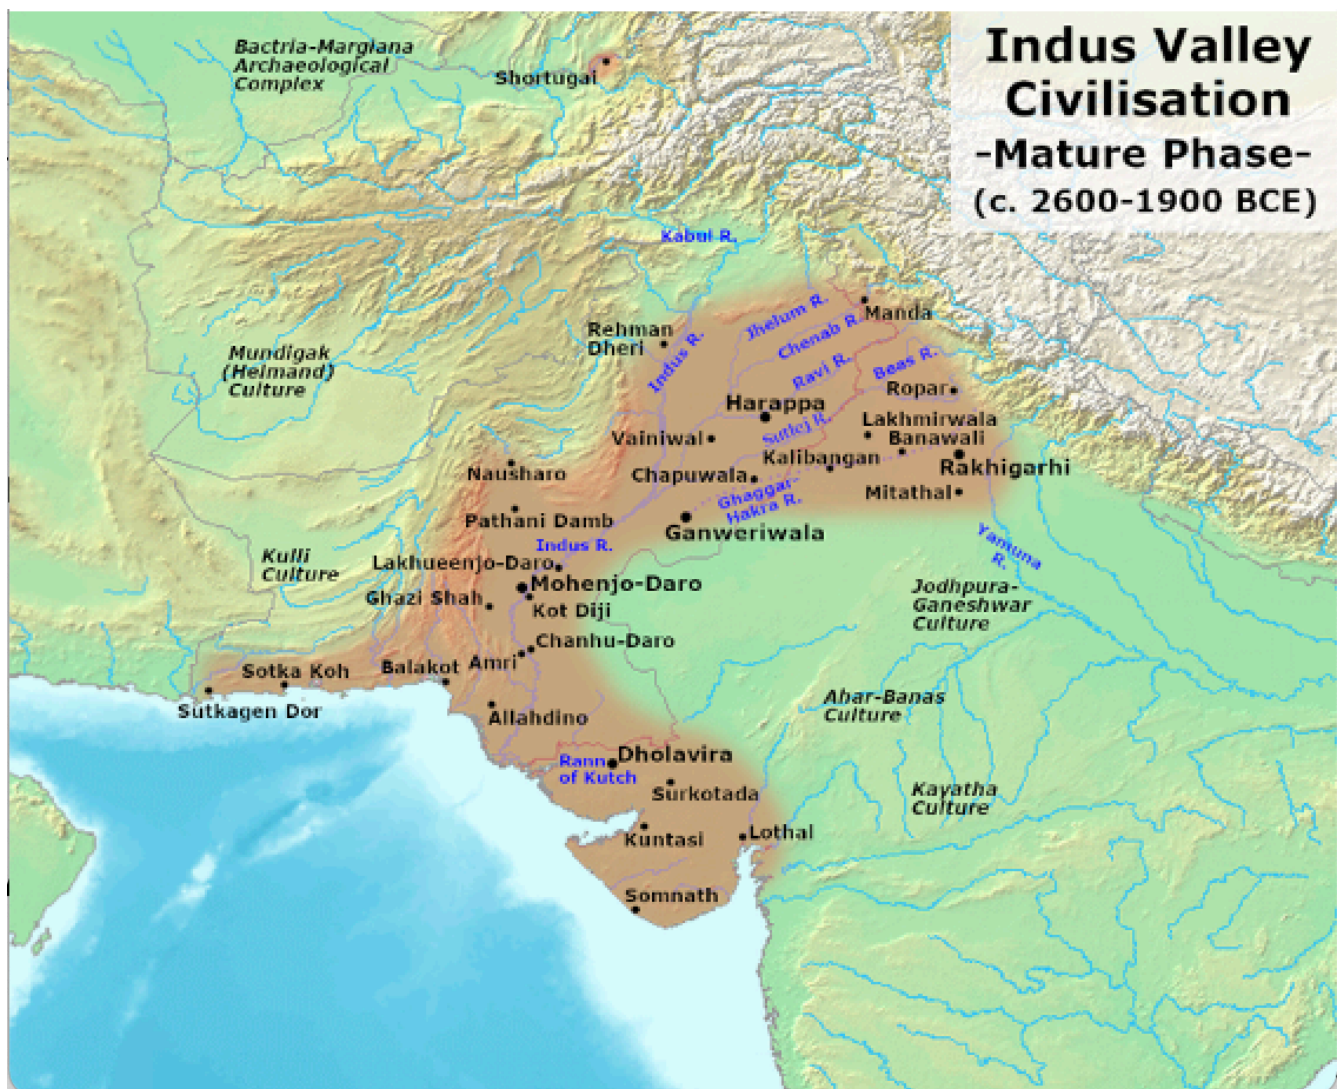 Indus Valley
Civilisation
-Mature Phase-
(c. 2600-1900 BCE)
Bactria-Margiana
Archaeological
Complex
Shortugai
Kabul R.
Mundigak
(Helmand)
Culture
Rehman
Dheri
Indus R.
Jhelum R.
Chenab R.
Manda
Ravi R.
Beas R.
Ropar
Harappa
Sutlej R.
Lakhmirwala
Banawali
Vainiwal
Kalibangan
Rakhigarhi
Nausharo
Chapuwala
Mitathal
Ghaggar-
Hakra R.
Pathani Damb
Ganweriwala
Indus R.
Yamuna
R.
Kulli
Culture
Lakhueenjo-Daro
Mohenjo-Daro
Ghazi Shah
Kot Diji
Jodhpura-
Ganeshwar
Culture
Chanhu-Daro
Amri
Balakot
Sotka Koh
Sutkagen Dor
Allahdino
Ahar-Banas
Culture
Dholavira
Rann
of Kutch
Surkotada
Kayatha
Culture
Kuntasi
Lothal
Somnath